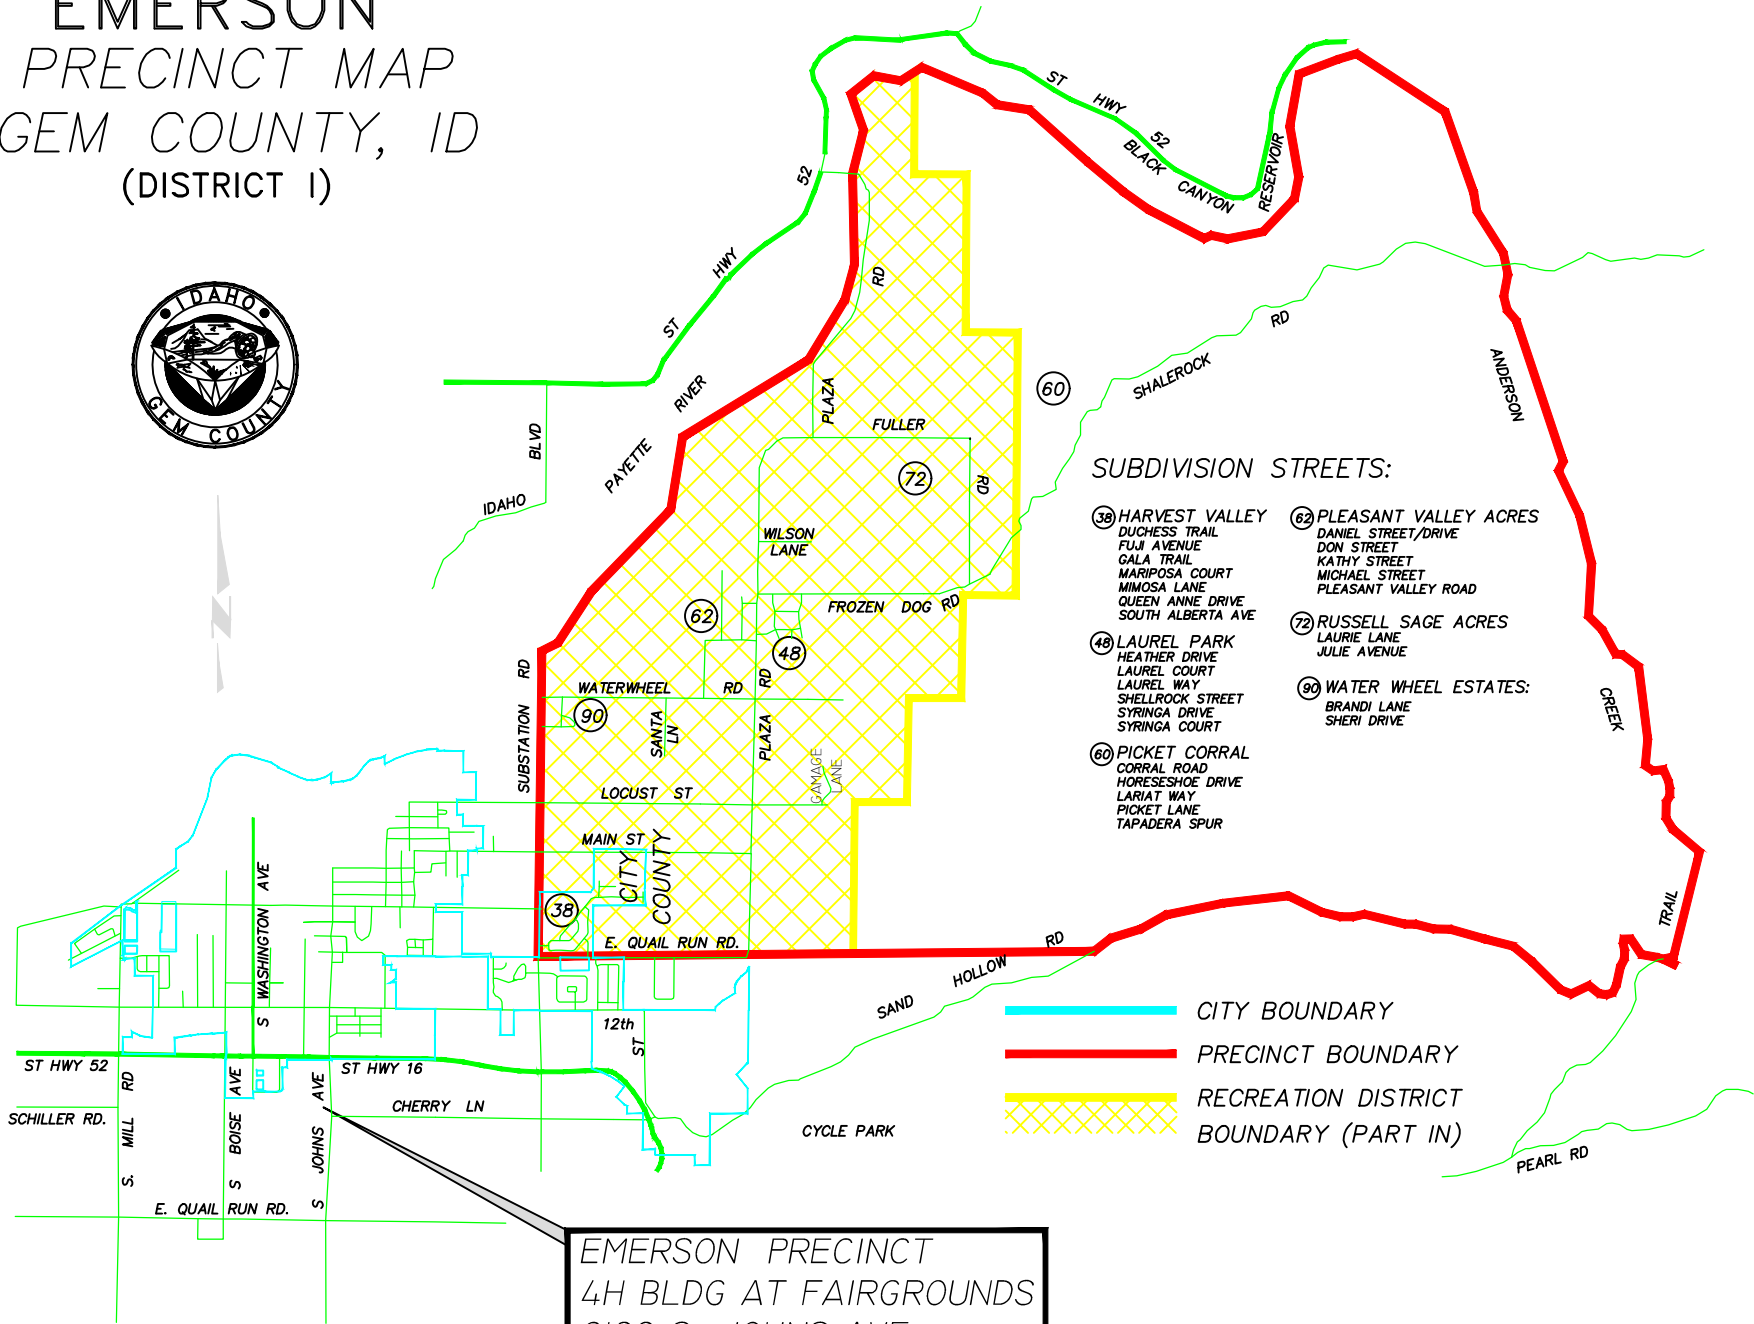 EMERSON
PRECINCT MAP
GEM COUNTY, ID
(DISTRICT I)
IDAHO
GEM COUNTY
N
ST HWY 52
BLACK CANYON RESERVOIR
ST HWY 52
RD
PLAZA
RIVER
PAYETTE
BLVD
IDAHO
FULLER
RD
72
60
SHALEROCK RD
ANDERSON
CREEK
TRAIL
WILSON
LANE
FROZEN DOG RD
62
48
RD
SUBSTATION
WATERWHEEL RD
RD
PLAZA
90
SANTA
LN
GAMAGE
LANE
LOCUST ST
MAIN ST
CITY
COUNTY
38
E. QUAIL RUN RD.
SAND HOLLOW RD
SUBDIVISION STREETS:
38 HARVEST VALLEY
DUCHESS TRAIL
FUJI AVENUE
GALA TRAIL
MARIPOSA COURT
MIMOSA LANE
QUEEN ANNE DRIVE
SOUTH ALBERTA AVE
48 LAUREL PARK
HEATHER DRIVE
LAUREL COURT
LAUREL WAY
SHELLROCK STREET
SYRINGA DRIVE
SYRINGA COURT
60 PICKET CORRAL
CORRAL ROAD
HORESESHOE DRIVE
LARIAT WAY
PICKET LANE
TAPADERA SPUR
62 PLEASANT VALLEY ACRES
DANIEL STREET/DRIVE
DON STREET
KATHY STREET
MICHAEL STREET
PLEASANT VALLEY ROAD
72 RUSSELL SAGE ACRES
LAURIE LANE
JULIE AVENUE
90 WATER WHEEL ESTATES:
BRANDI LANE
SHERI DRIVE
CITY BOUNDARY
PRECINCT BOUNDARY
RECREATION DISTRICT
BOUNDARY (PART IN)
S WASHINGTON AVE
12th
ST
ST HWY 52
ST HWY 16
SCHILLER RD.
S. MILL RD
S BOISE AVE
S JOHNS AVE
CHERRY LN
CYCLE PARK
E. QUAIL RUN RD.
PEARL RD
EMERSON PRECINCT
4H BLDG AT FAIRGROUNDS